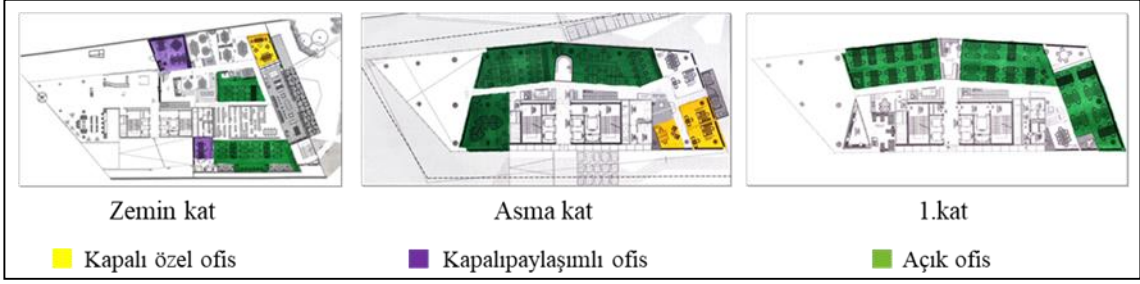 Zemin kat
Asma kat
1.kat
Kapalı özel ofis
Kapalıpaylaşımlı ofis
Açık ofis